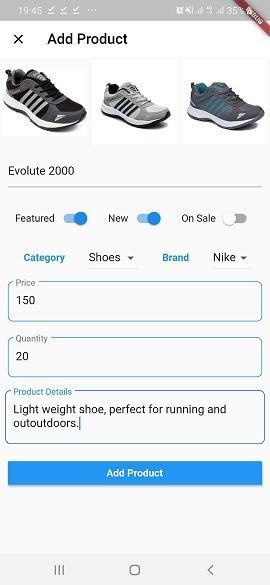 19:45 ... 35%
DEBUG
Add Product
Evolute 2000
Featured New On Sale
Category Shoes Brand Nike
Price
150
Quantity
20
Product Details
Light weight shoe, perfect for running and
outoutdoors.
Add Product